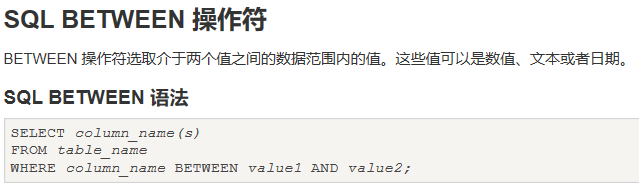 SQL BETWEEN 操作符
BETWEEN 操作符选取介于两个值之间的数据范围内的值。这些值可以是数值、文本或者日期。
SQL BETWEEN 语法
SELECT column_name(s)
FROM table_name
WHERE column_name BETWEEN value1 AND value2;